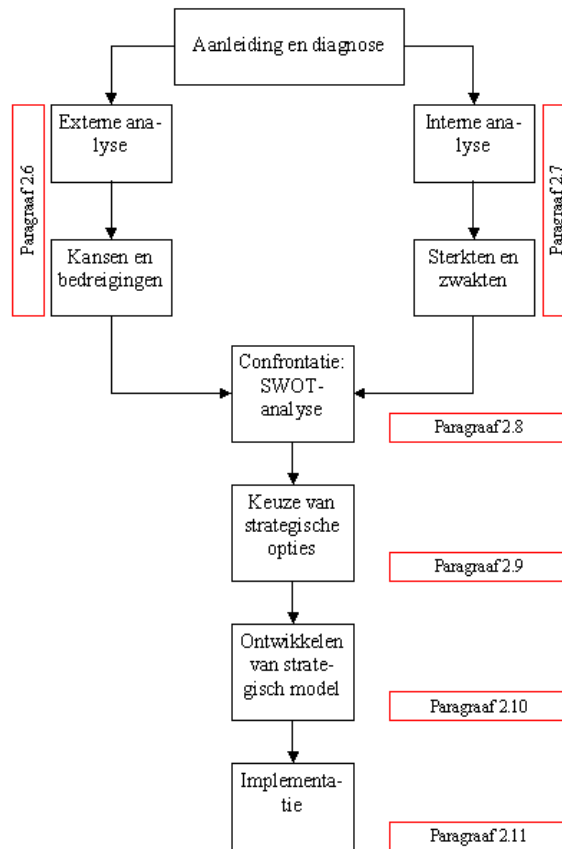 Aanleiding en diagnose
Externe ana-
lyse
Interne ana-
lyse
Paragraaf 2.6
Paragraaf 2.7
Kansen en
bedreigingen
Sterkten en
zwakten
Confrontatie:
SWOT-
analyse
Paragraaf 2.8
Keuze van
strategische
opties
Paragraaf 2.9
Ontwikkelen
van strate-
gisch model
Paragraaf 2.10
Implementa-
tie
Paragraaf 2.11